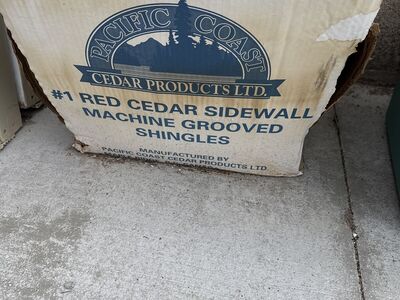 PACIFIC COAST
CEDAR PRODUCTS LTD.
#1 RED CEDAR SIDEWALL
MACHINE GROOVED
SHINGLES
MANUFACTURED BY
PACIFIC COAST CEDAR PRODUCTS LTD